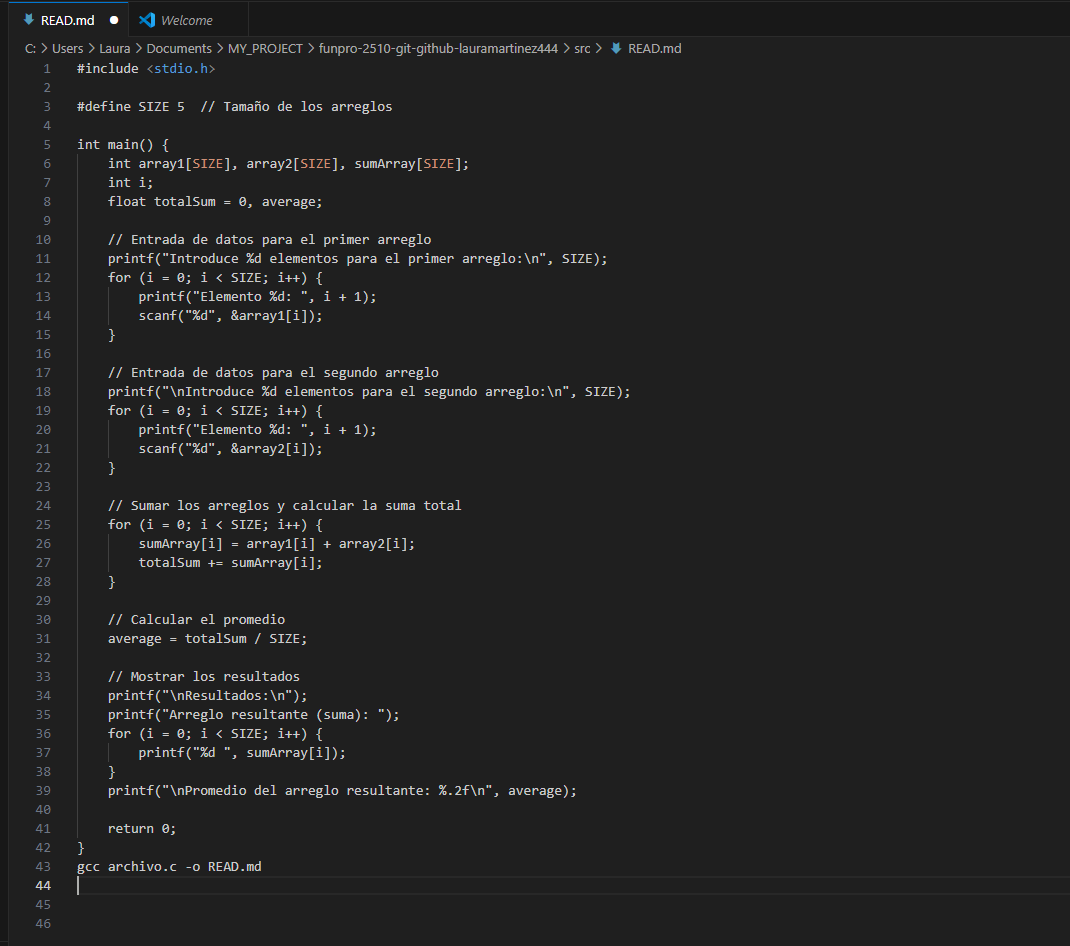 READ.md ● Welcome
C: > Users > Laura > Documents > MY_PROJECT > funpro-2510-git-github-lauramartinez444 > src > READ.md
1 #include <stdio.h>
2
3 #define SIZE 5  // Tamaño de los arreglos
4
5 int main() {
6     int array1[SIZE], array2[SIZE], sumArray[SIZE];
7     int i;
8     float totalSum = 0, average;
9
10     // Entrada de datos para el primer arreglo
11     printf("Introduce %d elementos para el primer arreglo:\n", SIZE);
12     for (i = 0; i < SIZE; i++) {
13         printf("Elemento %d: ", i + 1);
14         scanf("%d", &array1[i]);
15     }
16
17     // Entrada de datos para el segundo arreglo
18     printf("\nIntroduce %d elementos para el segundo arreglo:\n", SIZE);
19     for (i = 0; i < SIZE; i++) {
20         printf("Elemento %d: ", i + 1);
21         scanf("%d", &array2[i]);
22     }
23
24     // Sumar los arreglos y calcular la suma total
25     for (i = 0; i < SIZE; i++) {
26         sumArray[i] = array1[i] + array2[i];
27         totalSum += sumArray[i];
28     }
29
30     // Calcular el promedio
31     average = totalSum / SIZE;
32
33     // Mostrar los resultados
34     printf("\nResultados:\n");
35     printf("Arreglo resultante (suma): ");
36     for (i = 0; i < SIZE; i++) {
37         printf("%d ", sumArray[i]);
38     }
39     printf("\nPromedio del arreglo resultante: %.2f\n", average);
40
41     return 0;
42 }
43 gcc archivo.c -o READ.md
44
45
46